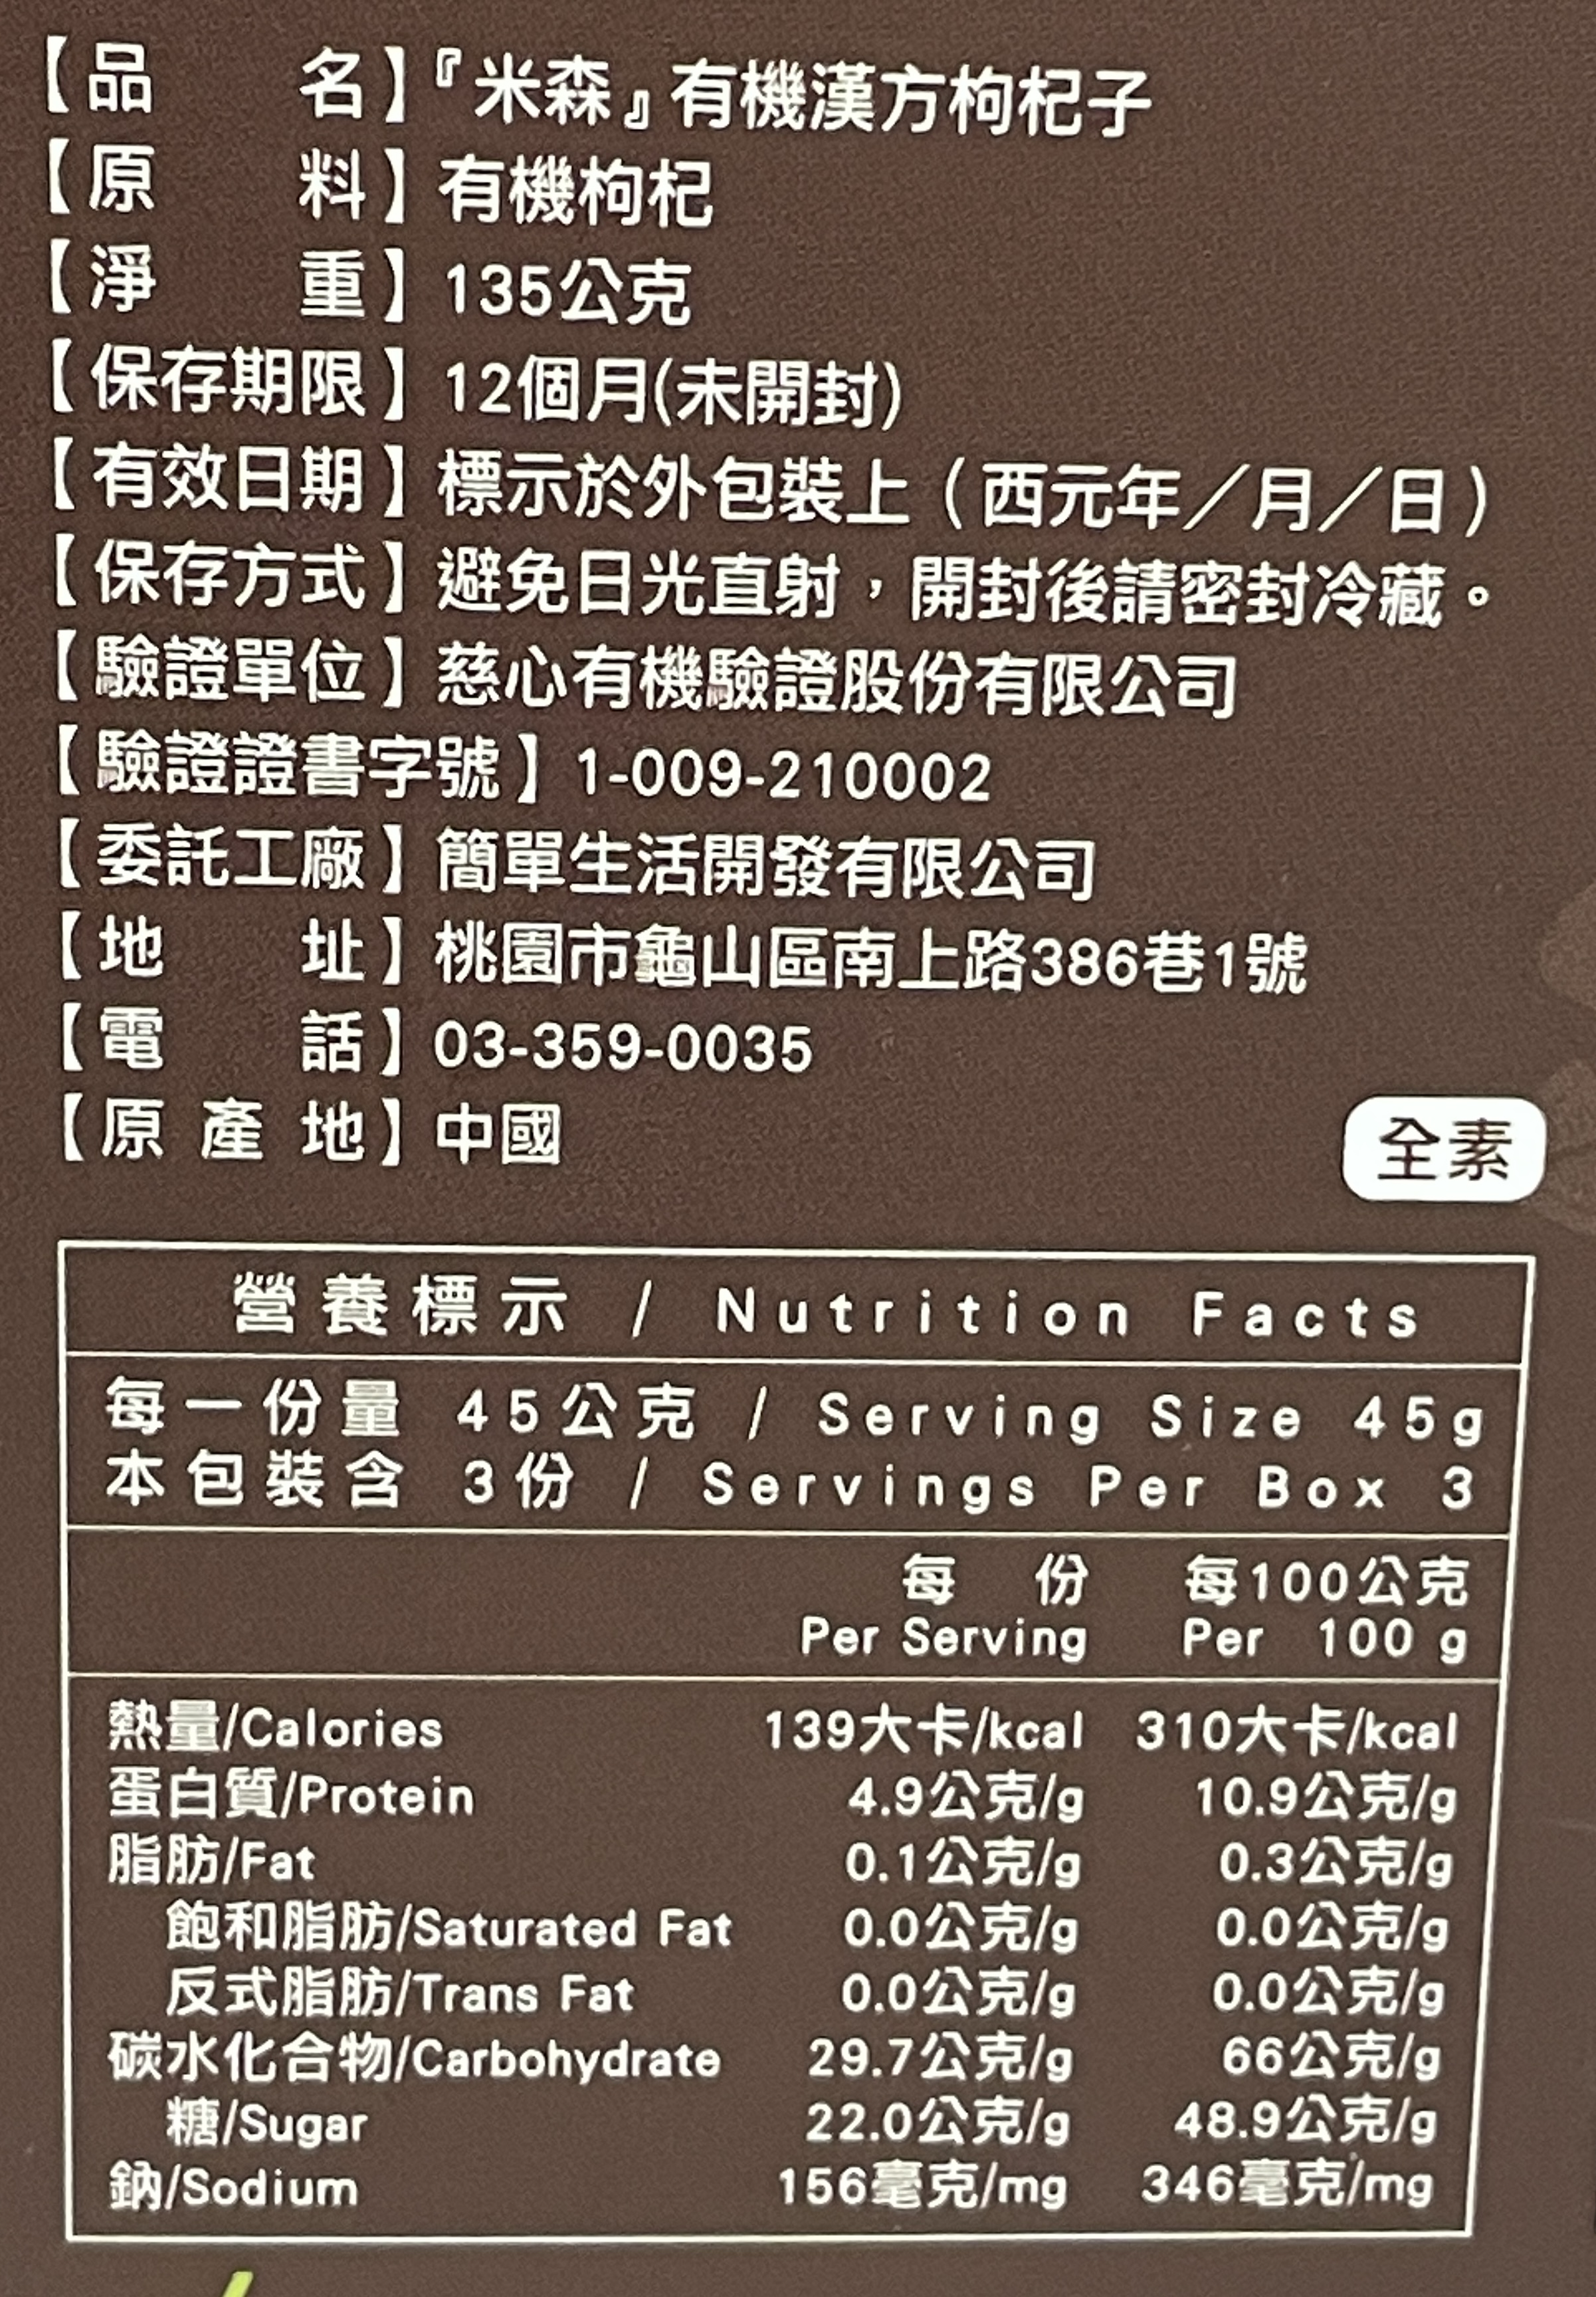 【品名】『米森』有機漢方枸杞子
【原料】有機枸杞
【淨重】135公克
【保存期限】12個月(未開封)
【有效日期】標示於外包裝上（西元年／月／日）
【保存方式】避免日光直射，開封後請密封冷藏。
【驗證單位】慈心有機驗證股份有限公司
【驗證證書字號】1-009-210002
【委託工廠】簡單生活開發有限公司
【地址】桃園市龜山區南上路386巷1號
【電話】03-359-0035
【原產地】中國
全素
營養標示 / Nutrition Facts
每一份量 45公克 / Serving Size 45g
本包裝含 3份 / Servings Per Box 3
每份 每100公克
Per Serving Per 100 g
熱量/Calories 139大卡/kcal 310大卡/kcal
蛋白質/Protein 4.9公克/g 10.9公克/g
脂肪/Fat 0.1公克/g 0.3公克/g
飽和脂肪/Saturated Fat 0.0公克/g 0.0公克/g
反式脂肪/Trans Fat 0.0公克/g 0.0公克/g
碳水化合物/Carbohydrate 29.7公克/g 66公克/g
糖/Sugar 22.0公克/g 48.9公克/g
鈉/Sodium 156毫克/mg 346毫克/mg